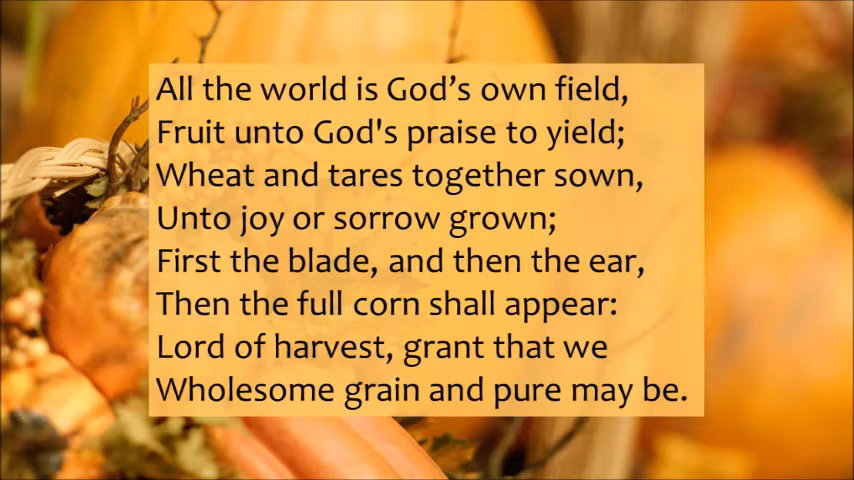 All the world is God’s own field,
Fruit unto God's praise to yield;
Wheat and tares together sown,
Unto joy or sorrow grown;
First the blade, and then the ear,
Then the full corn shall appear:
Lord of harvest, grant that we
Wholesome grain and pure may be.